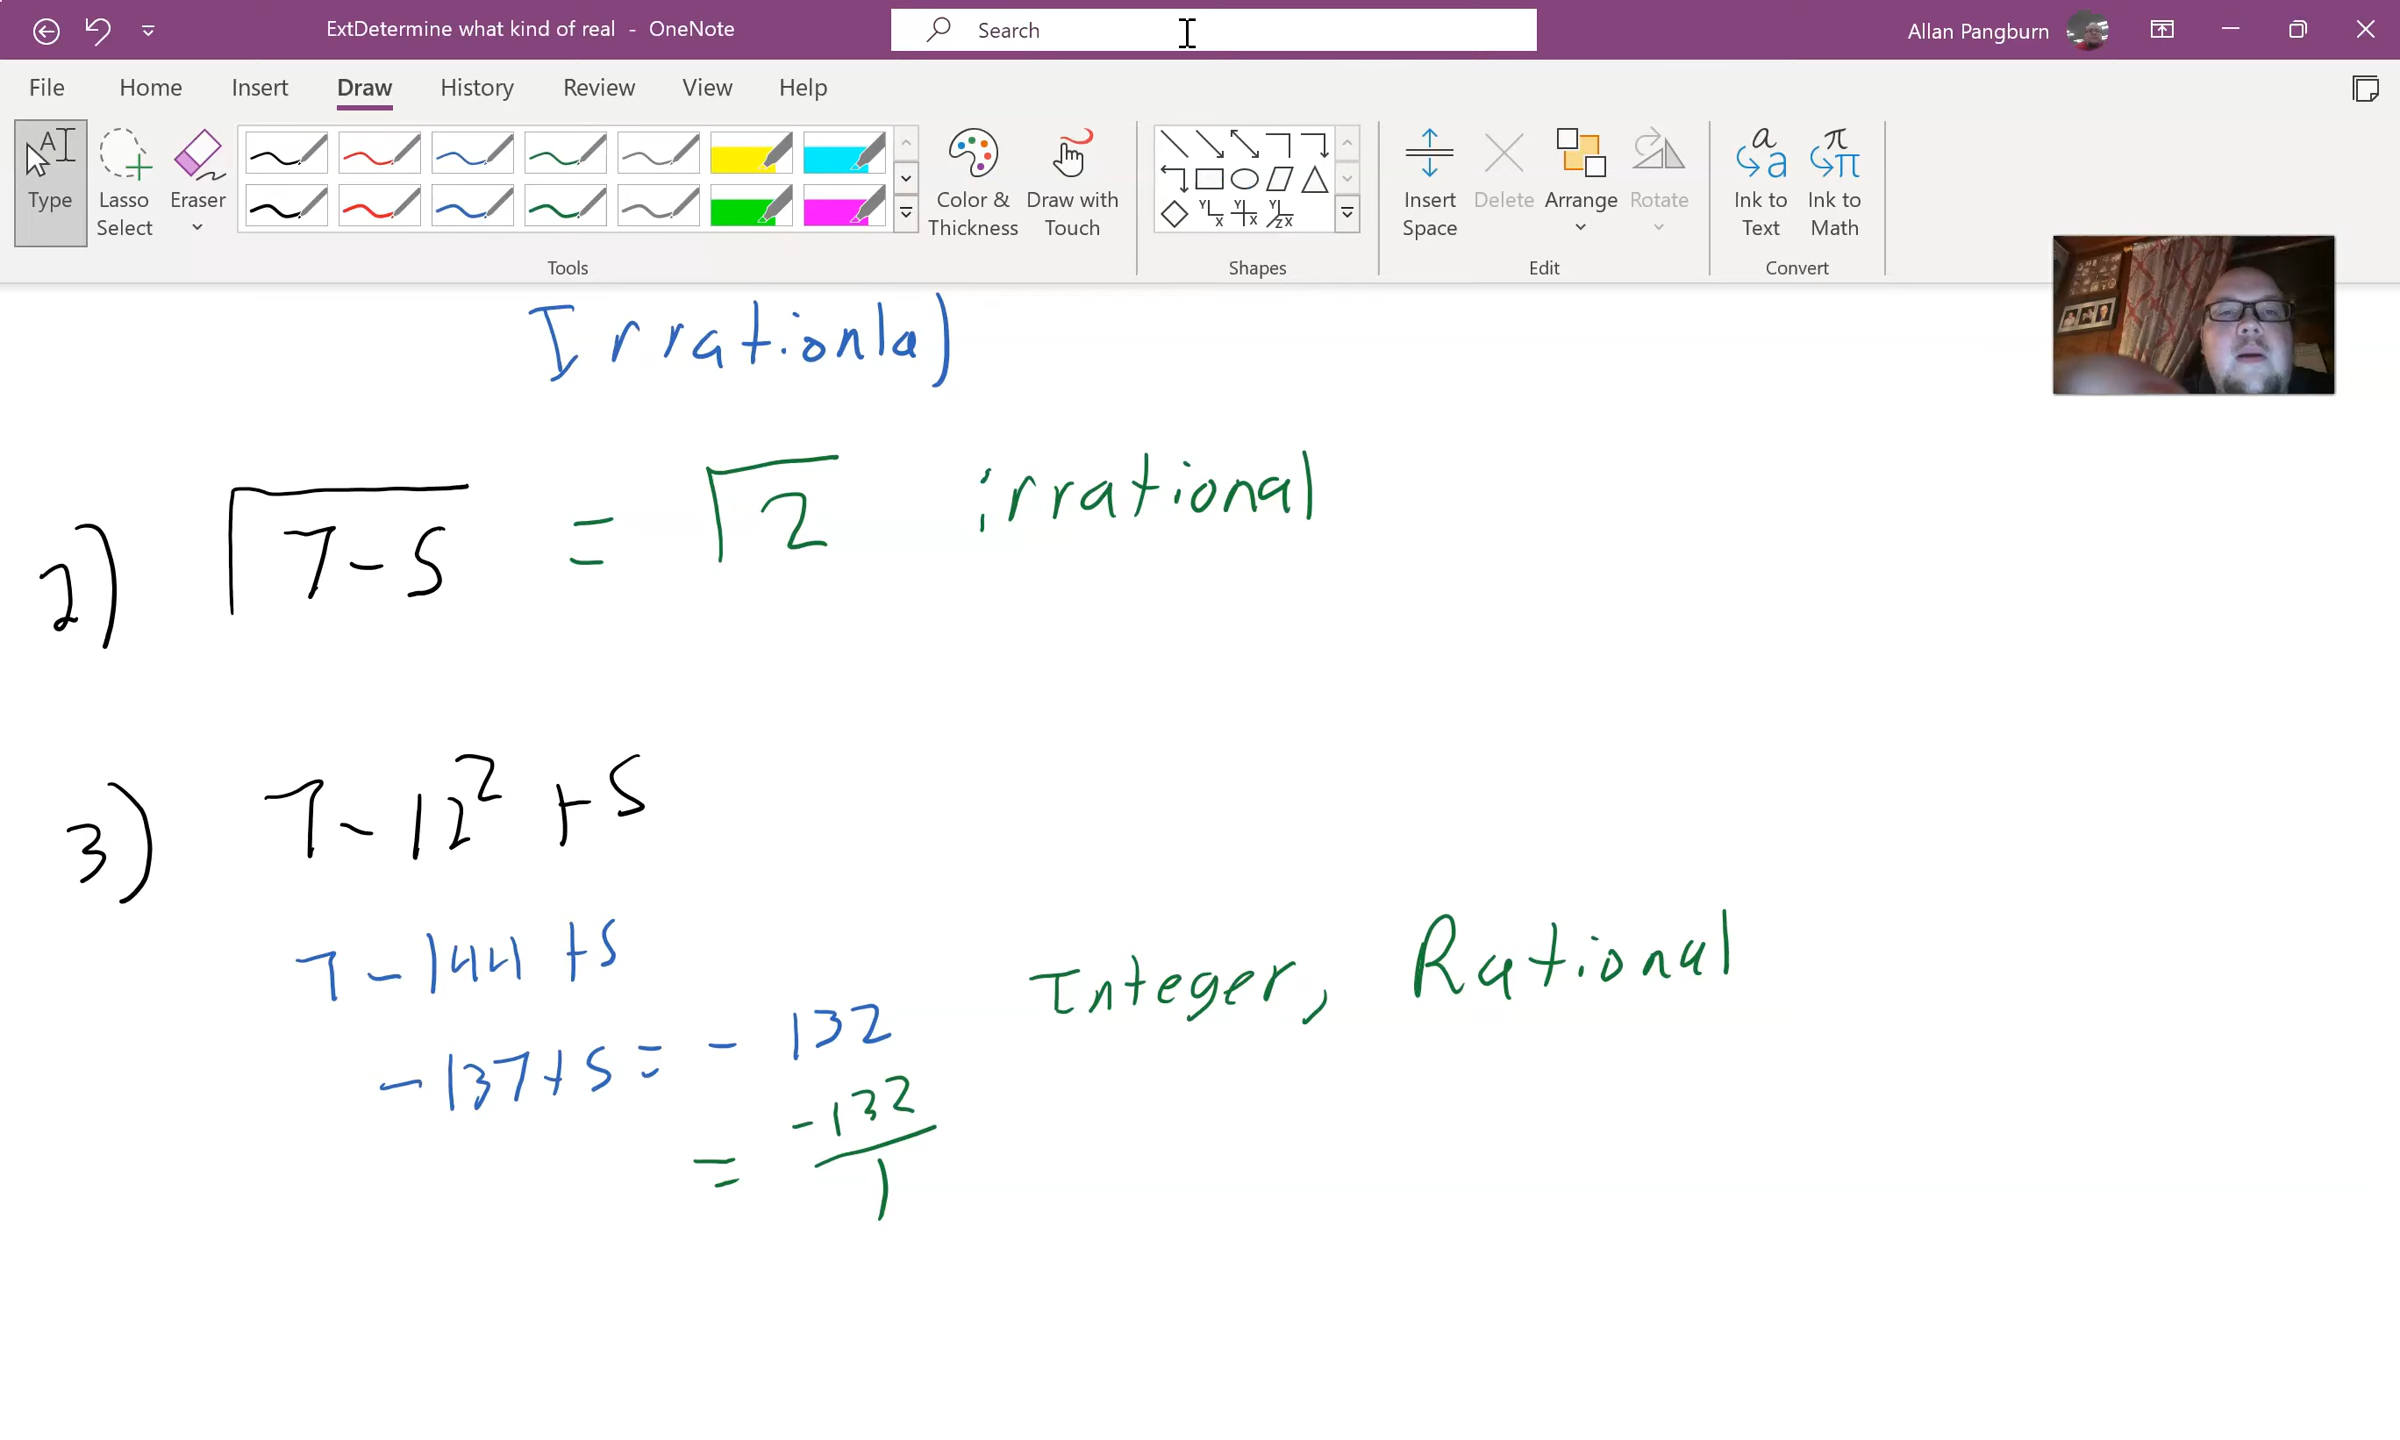 ExtDetermine what kind of real - OneNote
Search
Allan Pangburn
File Home Insert Draw History Review View Help
Type
Lasso Select
Eraser
Color & Thickness
Draw with Touch
Insert Space
Delete
Arrange
Rotate
Ink to Text
Ink to Math
Tools
Shapes
Edit
Convert
Irrationla)
2) √7-5 = √2 irrational
3) 7-12² +5
7-144 +5
Integer, Rational
-137+5 = -132
= -132/1